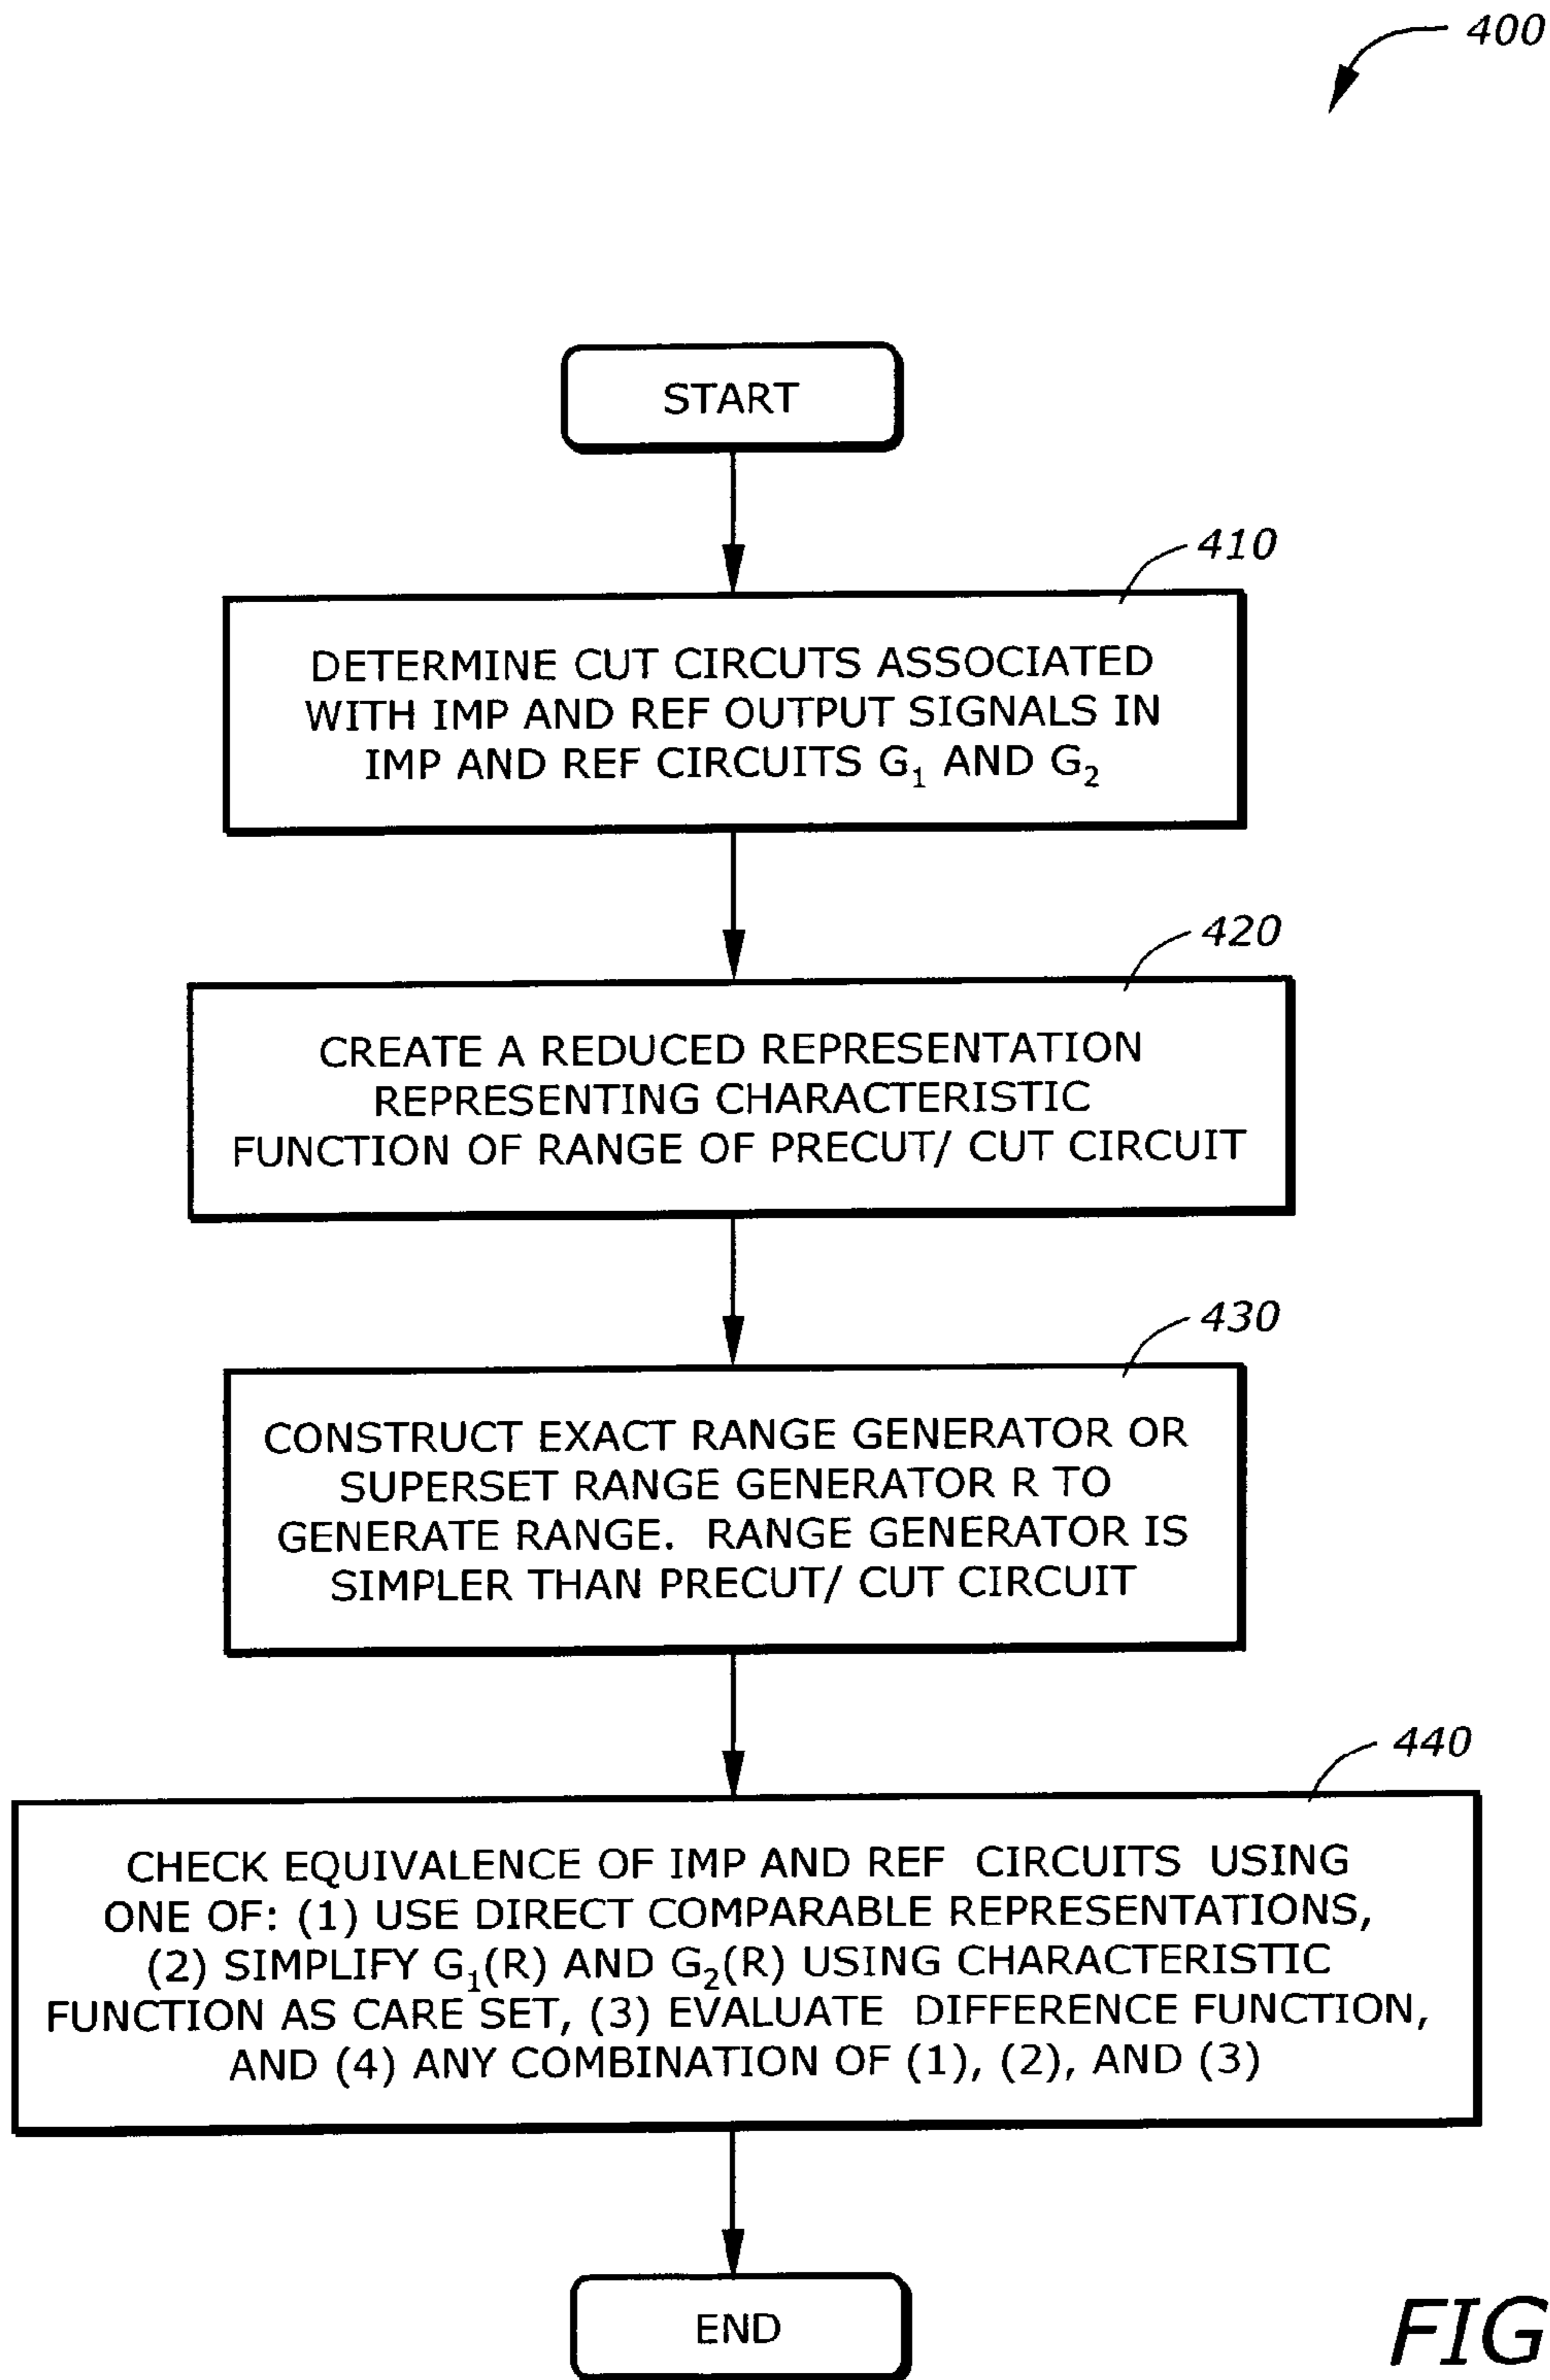 400
START
410
DETERMINE CUT CIRCUTS ASSOCIATED
WITH IMP AND REF OUTPUT SIGNALS IN
IMP AND REF CIRCUITS G₁ AND G₂
420
CREATE A REDUCED REPRESENTATION
REPRESENTING CHARACTERISTIC
FUNCTION OF RANGE OF PRECUT/ CUT CIRCUIT
430
CONSTRUCT EXACT RANGE GENERATOR OR
SUPERSET RANGE GENERATOR R TO
GENERATE RANGE. RANGE GENERATOR IS
SIMPLER THAN PRECUT/ CUT CIRCUIT
440
CHECK EQUIVALENCE OF IMP AND REF CIRCUITS USING
ONE OF: (1) USE DIRECT COMPARABLE REPRESENTATIONS,
(2) SIMPLIFY G₁(R) AND G₂(R) USING CHARACTERISTIC
FUNCTION AS CARE SET, (3) EVALUATE DIFFERENCE FUNCTION,
AND (4) ANY COMBINATION OF (1), (2), AND (3)
END
FIG